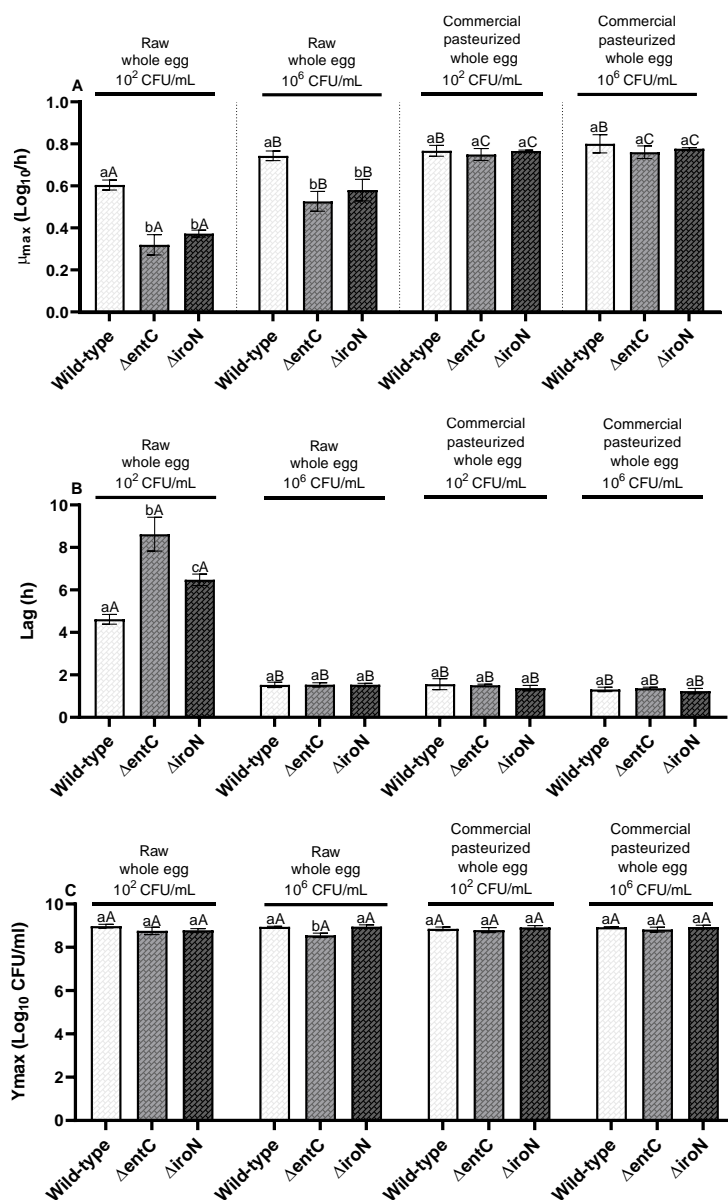 Raw
whole egg
10² CFU/mL
Raw
whole egg
10⁶ CFU/mL
Commercial
pasteurized
whole egg
10² CFU/mL
Commercial
pasteurized
whole egg
10⁶ CFU/mL
A
μmax (Log₁₀/h)
1.0
0.8
0.6
0.4
0.2
0.0
aA
bA
bA
aB
bB
bB
aB
aC
aC
aB
aC
aC
Wild-type
ΔentC
ΔiroN
Wild-type
ΔentC
ΔiroN
Wild-type
ΔentC
ΔiroN
Wild-type
ΔentC
ΔiroN
Raw
whole egg
10² CFU/mL
Raw
whole egg
10⁶ CFU/mL
Commercial
pasteurized
whole egg
10² CFU/mL
Commercial
pasteurized
whole egg
10⁶ CFU/mL
B
Lag (h)
10
8
6
4
2
0
aA
bA
cA
aB
aB
aB
aB
aB
aB
aB
aB
aB
Wild-type
ΔentC
ΔiroN
Wild-type
ΔentC
ΔiroN
Wild-type
ΔentC
ΔiroN
Wild-type
ΔentC
ΔiroN
Raw
whole egg
10² CFU/mL
Raw
whole egg
10⁶ CFU/mL
Commercial
pasteurized
whole egg
10² CFU/mL
Commercial
pasteurized
whole egg
10⁶ CFU/mL
C
Ymax (Log₁₀ CFU/ml)
10
8
6
4
2
0
aA
aA
aA
aA
bA
aA
aA
aA
aA
aA
aA
aA
Wild-type
ΔentC
ΔiroN
Wild-type
ΔentC
ΔiroN
Wild-type
ΔentC
ΔiroN
Wild-type
ΔentC
ΔiroN